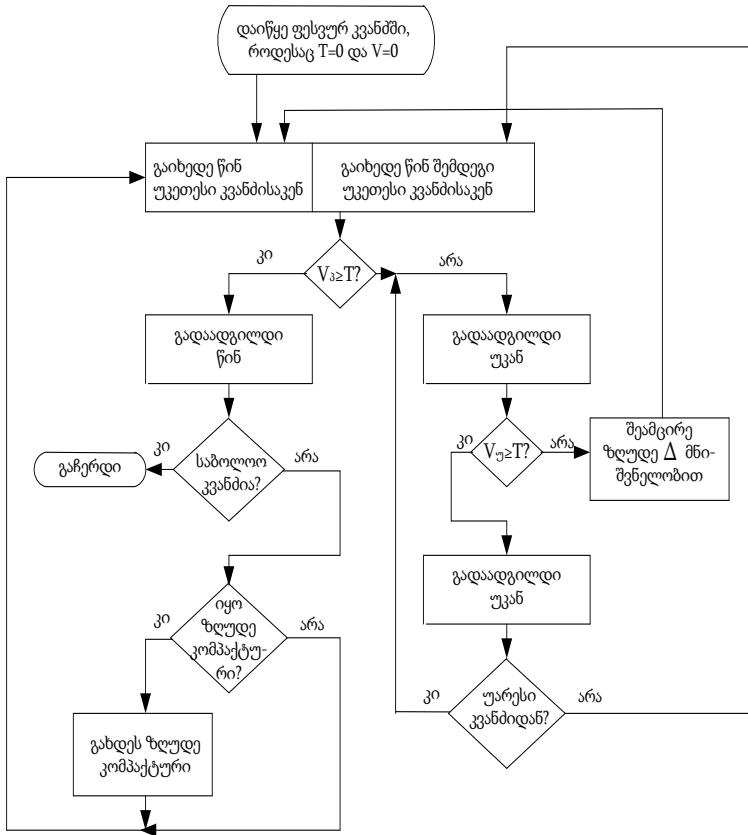 დაიწყე ფესვურ კვანძში,
როდესაც T=0 და V=0
გაიხედე წინ
უკეთესი კვანძისაკენ
გაიხედე წინ შემდეგი
უკეთესი კვანძისაკენ
კი
Vპ≥T?
არა
გადაადგილდი
წინ
გადაადგილდი
უკან
კი
საბოლოო
კვანძია?
არა
გაჩერდი
კი
Vუ≥T?
არა
შეამცირე
ზღუდე Δ მნი-
შვნელობით
გადაადგილდი
უკან
კი
იყო
ზღუდე
კომპაქტუ-
რი?
არა
კი
უარესი
კვანძიდან?
არა
გახდეს ზღუდე
კომპაქტური